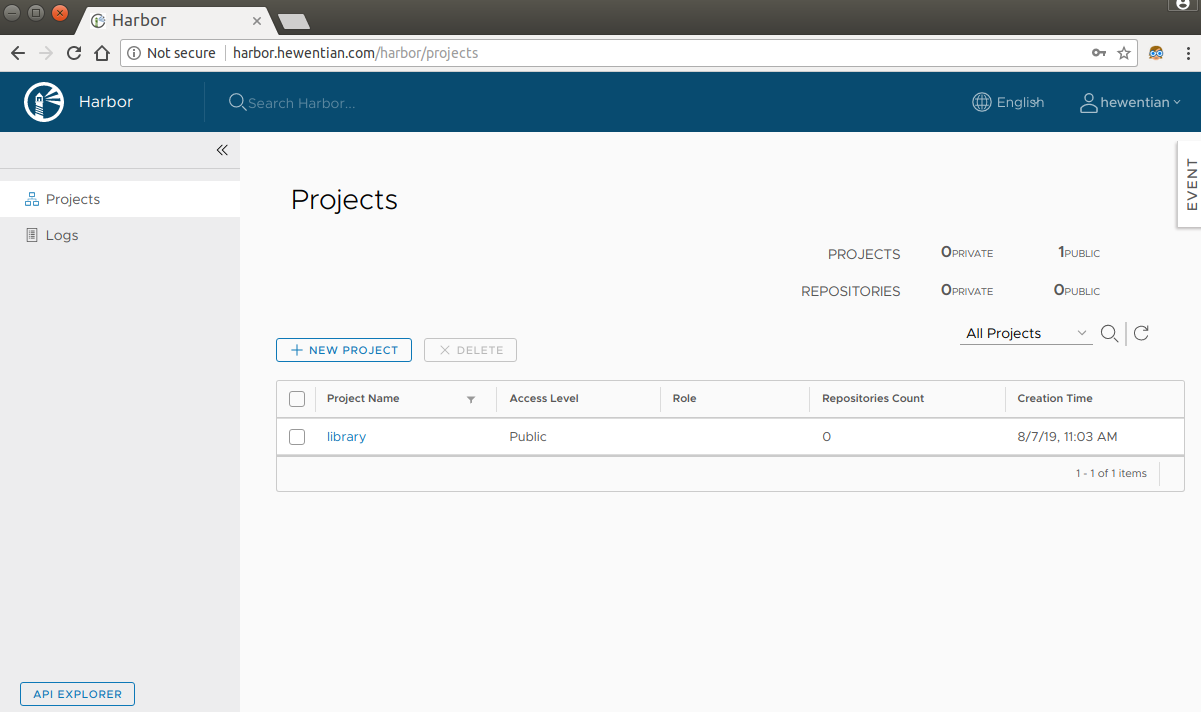 Harbor
Not secure harbor.hewentian.com/harbor/projects
Harbor
Search Harbor...
English
hewentian
Projects
Logs
EVENT
Projects
PROJECTS 0PRIVATE 1PUBLIC
REPOSITORIES 0PRIVATE 0PUBLIC
All Projects
NEW PROJECT DELETE
Project Name Access Level Role Repositories Count Creation Time
library Public 0 8/7/19, 11:03 AM
1 - 1 of 1 items
API EXPLORER